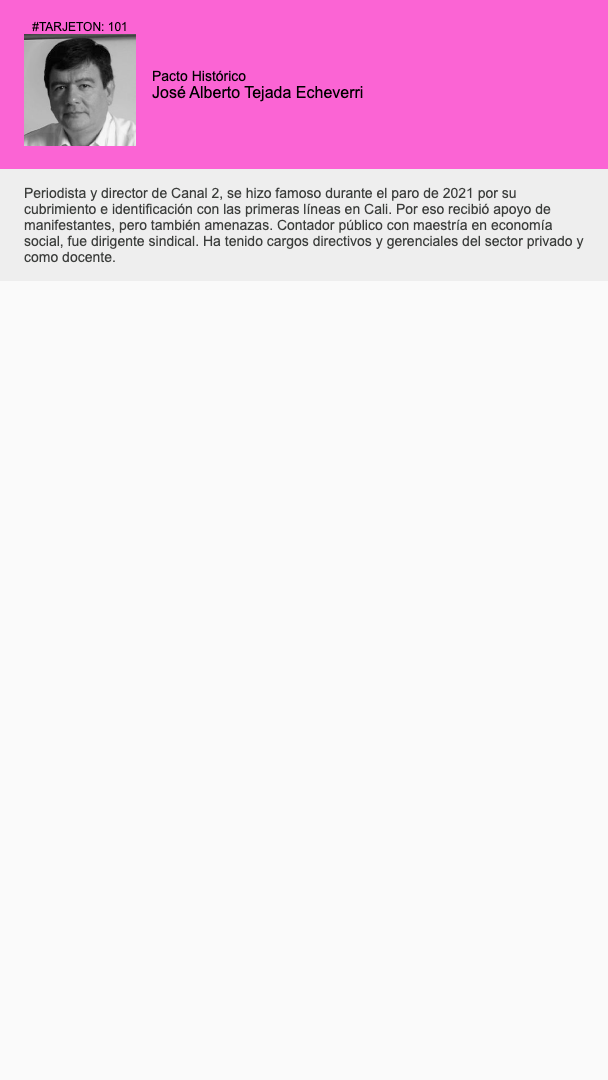 #TARJETON: 101
Pacto Histórico
José Alberto Tejada Echeverri
Periodista y director de Canal 2, se hizo famoso durante el paro de 2021 por su
cubrimiento e identificación con las primeras líneas en Cali. Por eso recibió apoyo de
manifestantes, pero también amenazas. Contador público con maestría en economía
social, fue dirigente sindical. Ha tenido cargos directivos y gerenciales del sector privado y
como docente.